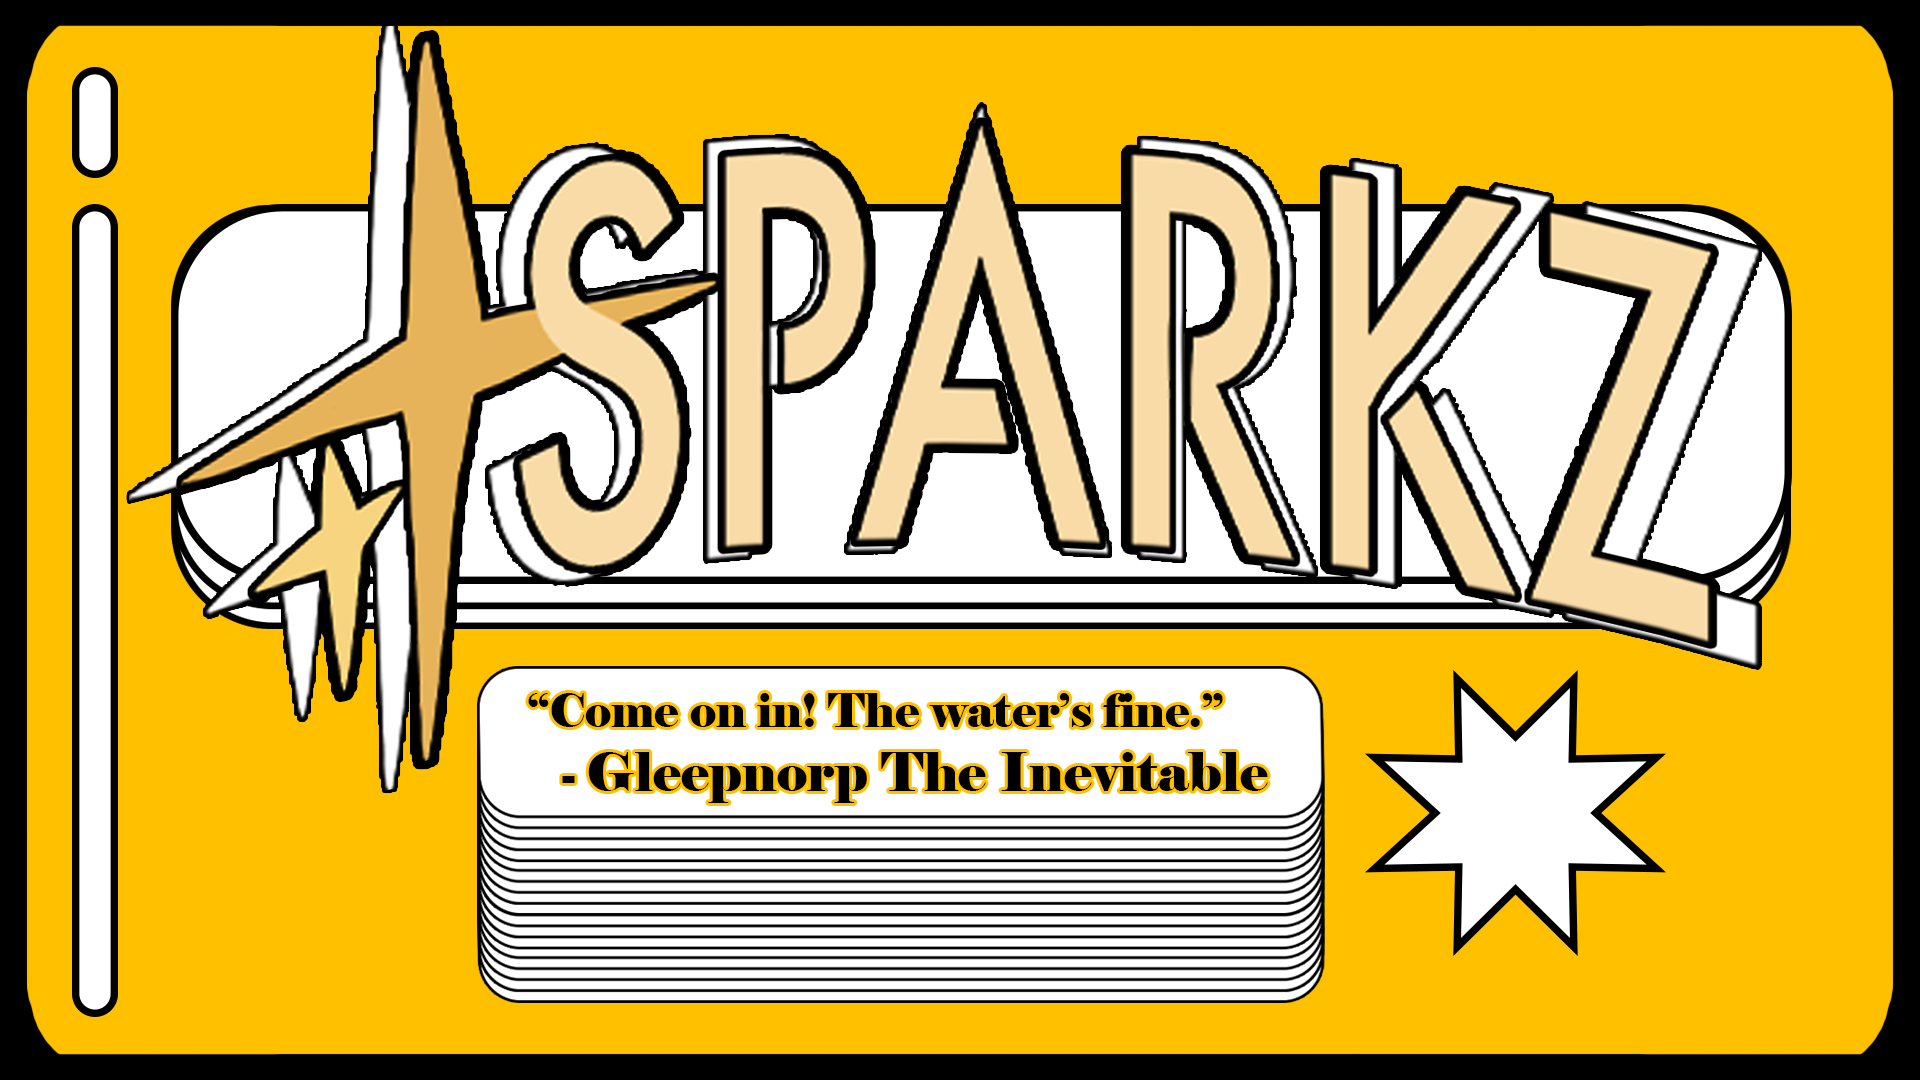 SPARKZ
“Come on in! The water’s fine.”
- Gleepnorp The Inevitable